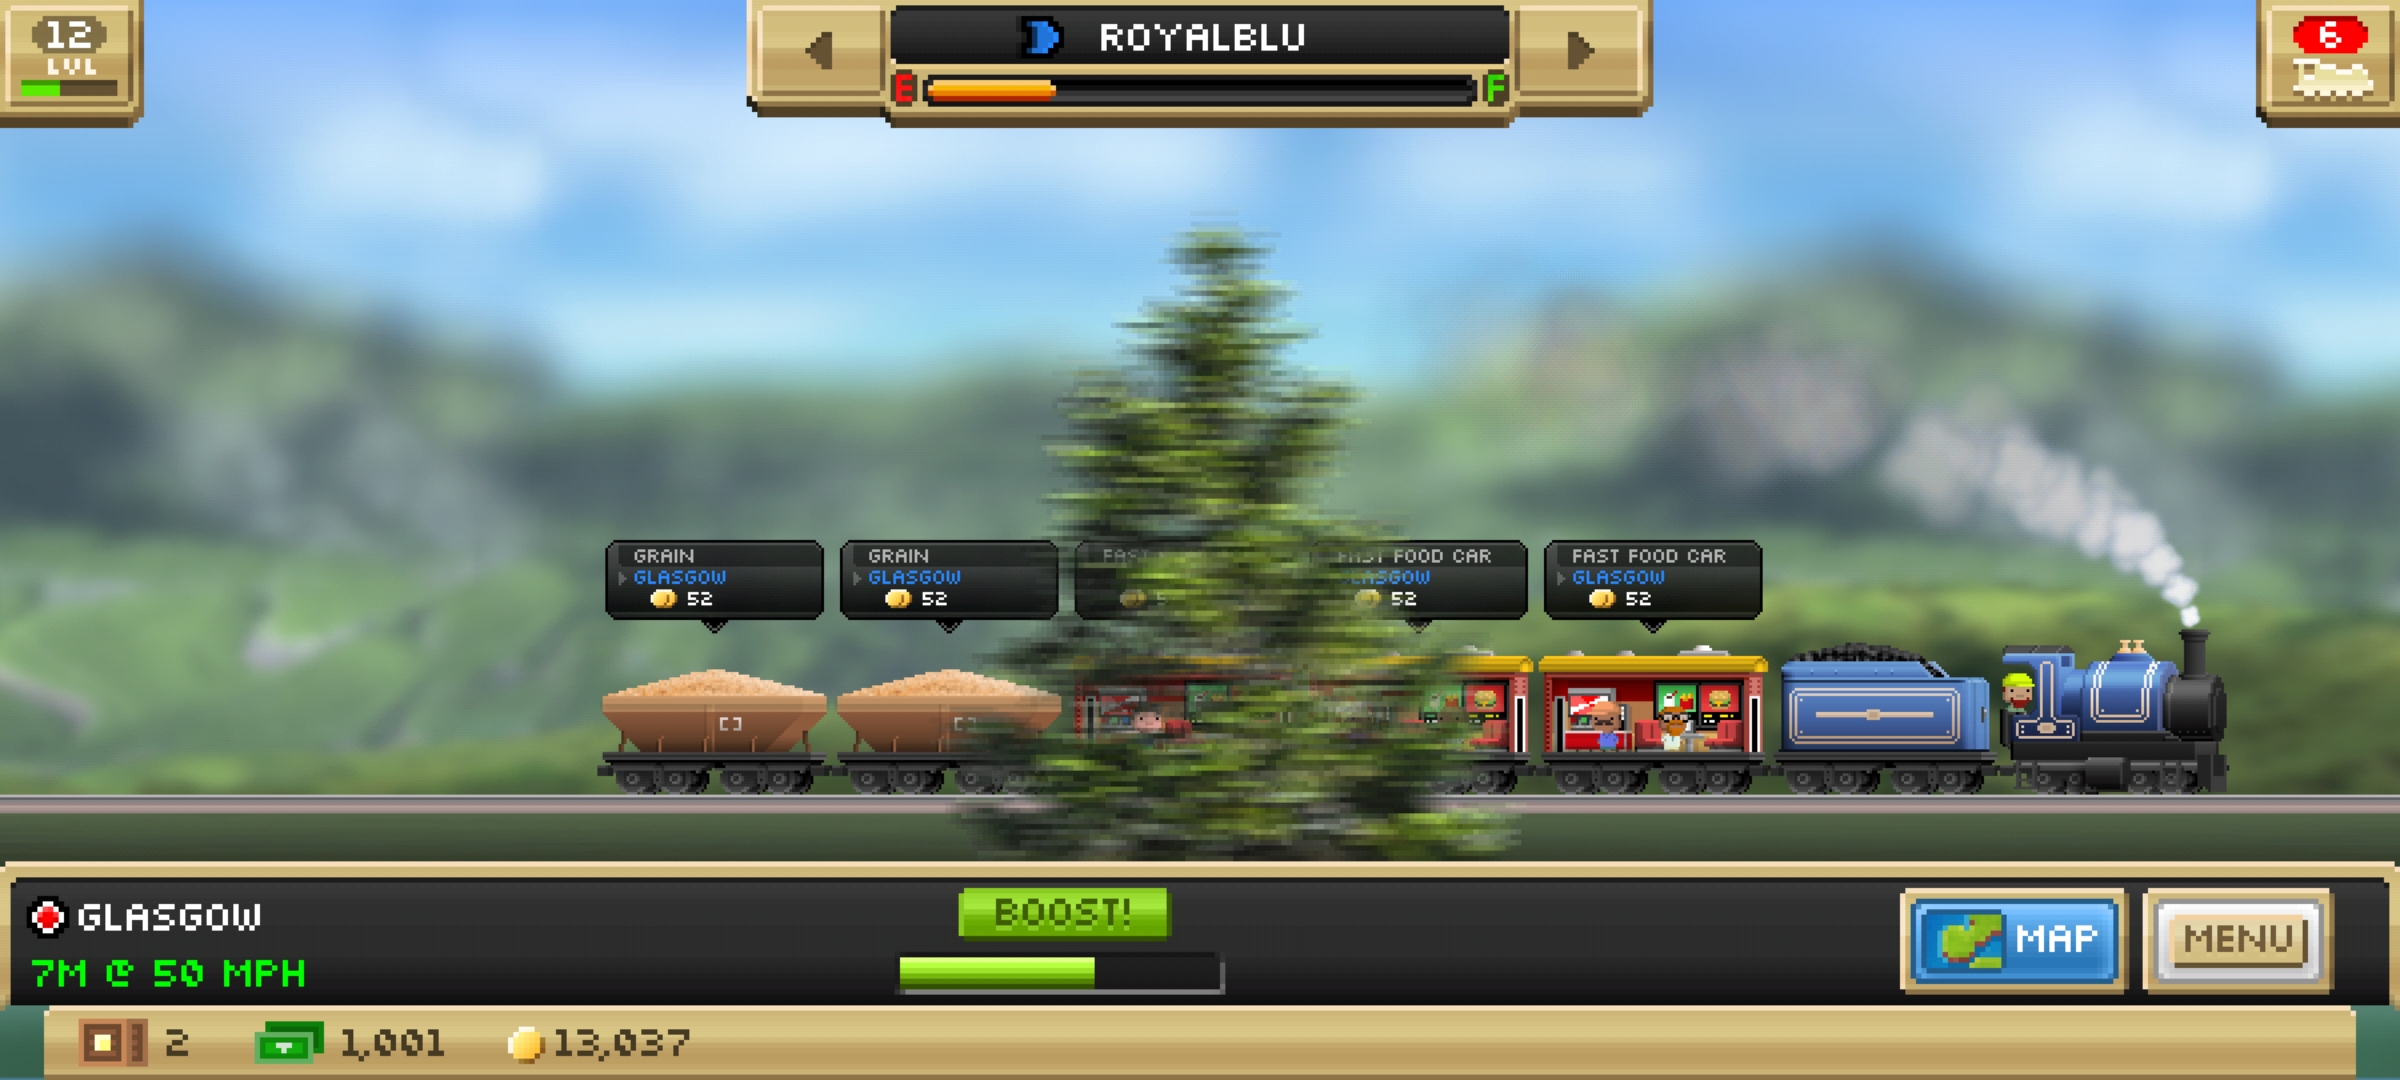 12
LVL
ROYALBLU
E
F
6
GRAIN
GLASGOW
52
GRAIN
GLASGOW
52
FAST FOOD CAR
GLASGOW
52
FAST FOOD CAR
GLASGOW
52
GLASGOW
7M @ 50 MPH
BOOST!
MAP
MENU
2
1,001
13,037